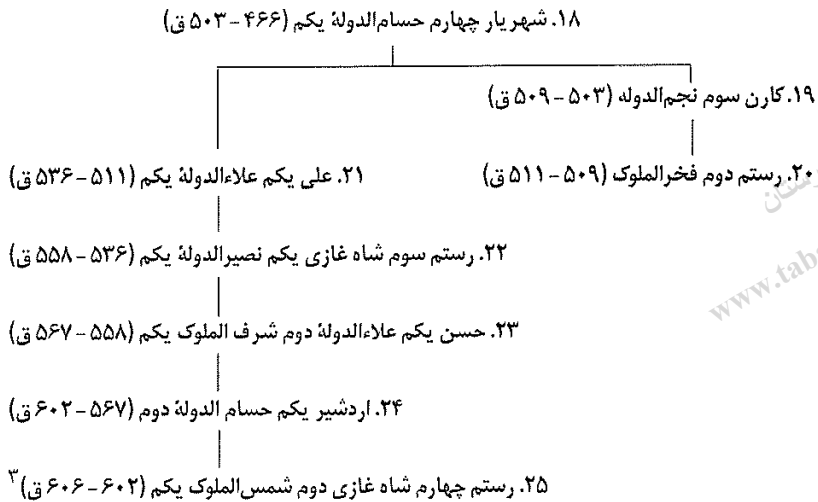 ۱۸. شهریار چهارم حسام‌الدولهٔ یکم (۴۶۶ – ۵۰۳ ق)
۱۹. کارن سوم نجم‌الدوله (۵۰۳ – ۵۰۹ ق)
۲۰. رستم دوم فخرالملوک (۵۰۹ – ۵۱۱ ق)
۲۱. علی یکم علاءالدولهٔ یکم (۵۱۱ – ۵۳۶ ق)
۲۲. رستم سوم شاه غازی یکم نصیرالدولهٔ یکم (۵۳۶ – ۵۵۸ ق)
۲۳. حسن یکم علاءالدولهٔ دوم شرف الملوک یکم (۵۵۸ – ۵۶۷ ق)
۲۴. اردشیر یکم حسام الدولهٔ دوم (۵۶۷ – ۶۰۲ ق)
۲۵. رستم چهارم شاه غازی دوم شمس‌الملوک یکم (۶۰۲ – ۶۰۶ ق)۳
www.tab